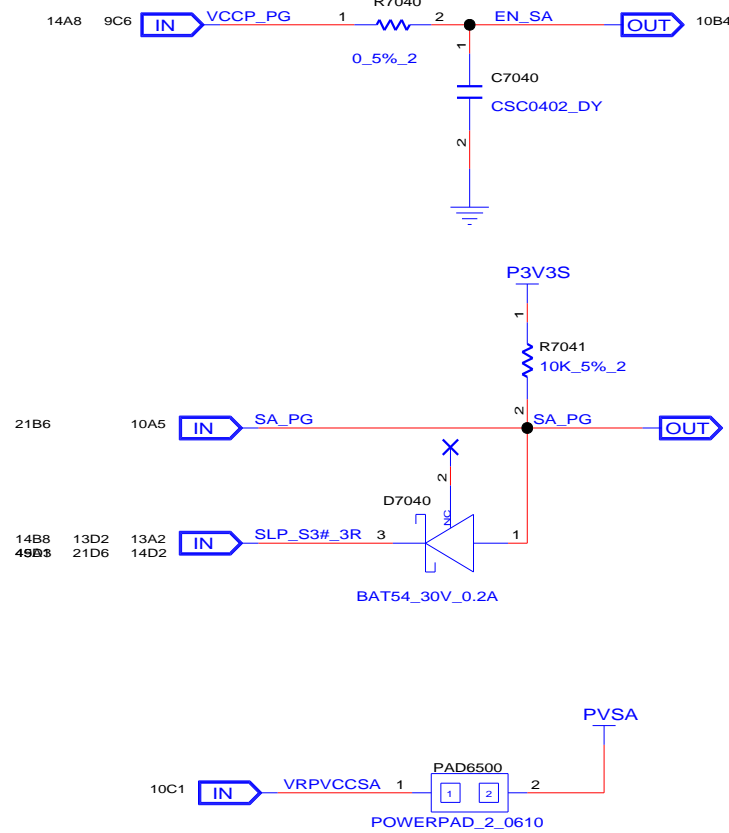 R7040
14A8 9C6 IN VCCP_PG 1 2 EN_SA OUT 10B4
0_5%_2
1
C7040
CSC0402_DY
2
P3V3S
1
R7041
10K_5%_2
2
21B6 10A5 IN SA_PG SA_PG OUT
2
D7040
NC
14B8 13D2 13A2 IN SLP_S3#_3R 3 1
21D6 14D2
BAT54_30V_0.2A
PVSA
PAD6500
10C1 IN VRPVCCSA 1 1 2 2
POWERPAD_2_0610